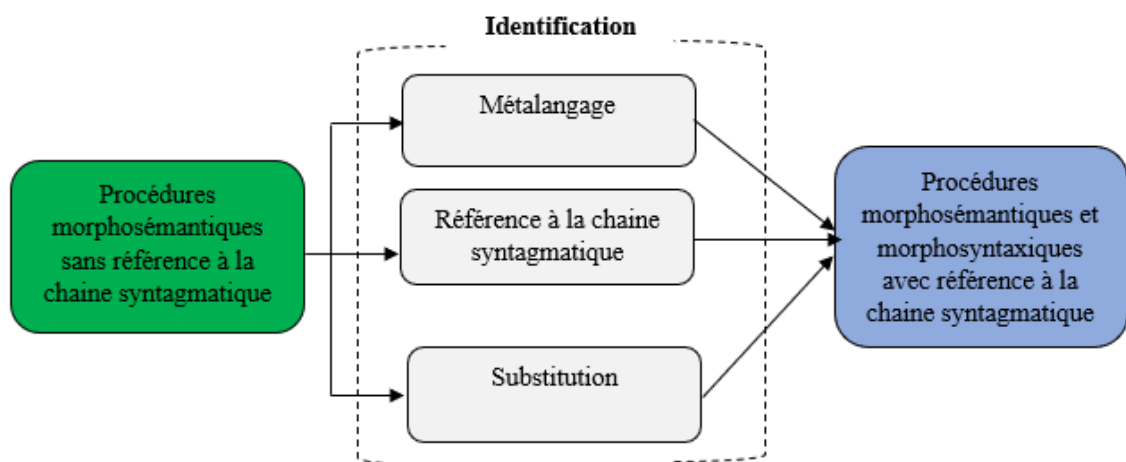 Identification
Procédures
morphosémantiques
sans référence à la
chaine syntagmatique
Métalangage
Référence à la chaine
syntagmatique
Substitution
Procédures
morphosémantiques et
morphosyntaxiques
avec référence à la
chaine syntagmatique